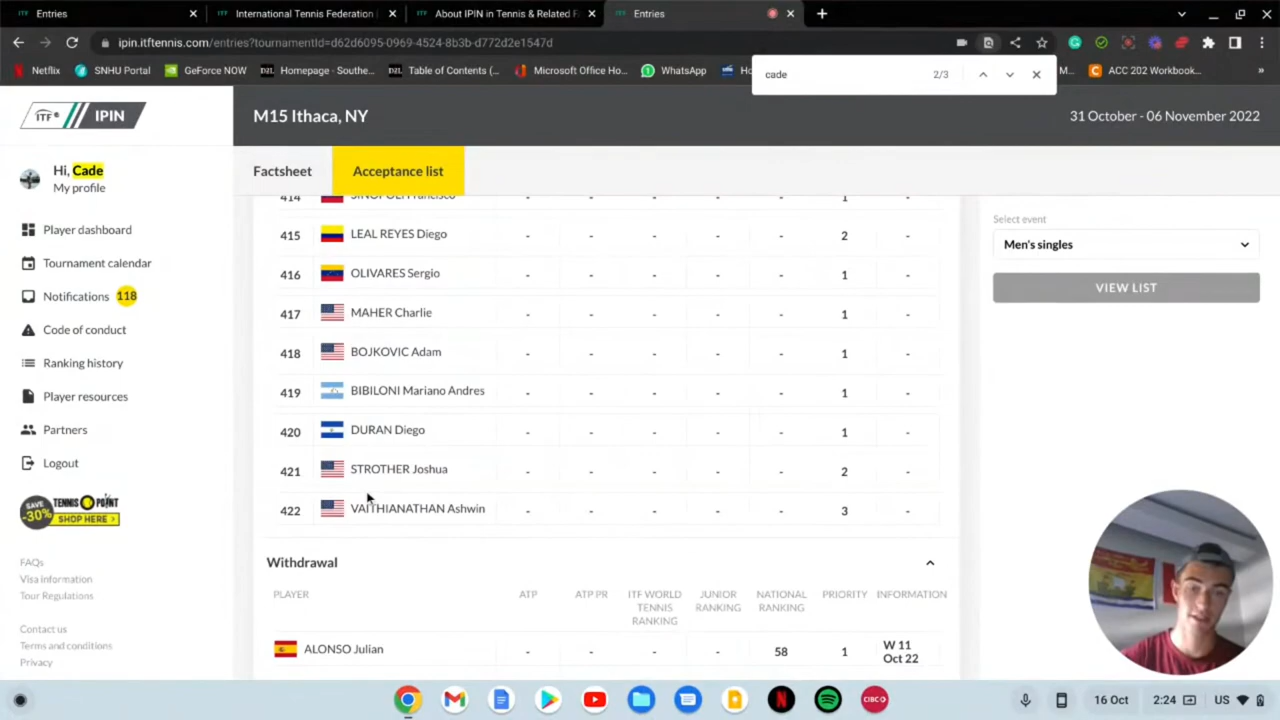 Entries
International Tennis Federation
About IPIN in Tennis & Related F
Entries
ipin.itftennis.com/entries?tournamentId=d62d6095-0969-4524-8b3b-d772d2e1547d
Netflix
SNHU Portal
GeForce NOW
D2L Homepage - Southe...
D2L Table of Contents (...
Microsoft Office Ho...
WhatsApp
Ho
M...
ACC 202 Workbook...
»
cade
2/3
ITF IPIN
M15 Ithaca, NY
31 October - 06 November 2022
Hi, Cade
My profile
Factsheet
Acceptance list
Player dashboard
Tournament calendar
Notifications 118
Code of conduct
Ranking history
Player resources
Partners
Logout
SAVE -30% TENNIS POINT
SHOP HERE >
FAQs
Visa information
Tour Regulations
Contact us
Terms and conditions
Privacy
414 SINOPOLI Francisco - - - - - 1 -
415 LEAL REYES Diego - - - - - 2 -
416 OLIVARES Sergio - - - - - 1 -
417 MAHER Charlie - - - - - 1 -
418 BOJKOVIC Adam - - - - - 1 -
419 BIBILONI Mariano Andres - - - - - 1 -
420 DURAN Diego - - - - - 1 -
421 STROTHER Joshua - - - - - 2 -
422 VAITHIANATHAN Ashwin - - - - - 3 -
Withdrawal
PLAYER ATP ATP PR ITF WORLD TENNIS RANKING JUNIOR RANKING NATIONAL RANKING PRIORITY INFORMATION
ALONSO Julian - - - - 58 1 W 11 Oct 22
Select event
Men's singles
VIEW LIST
CIBC
16 Oct
2:24
US